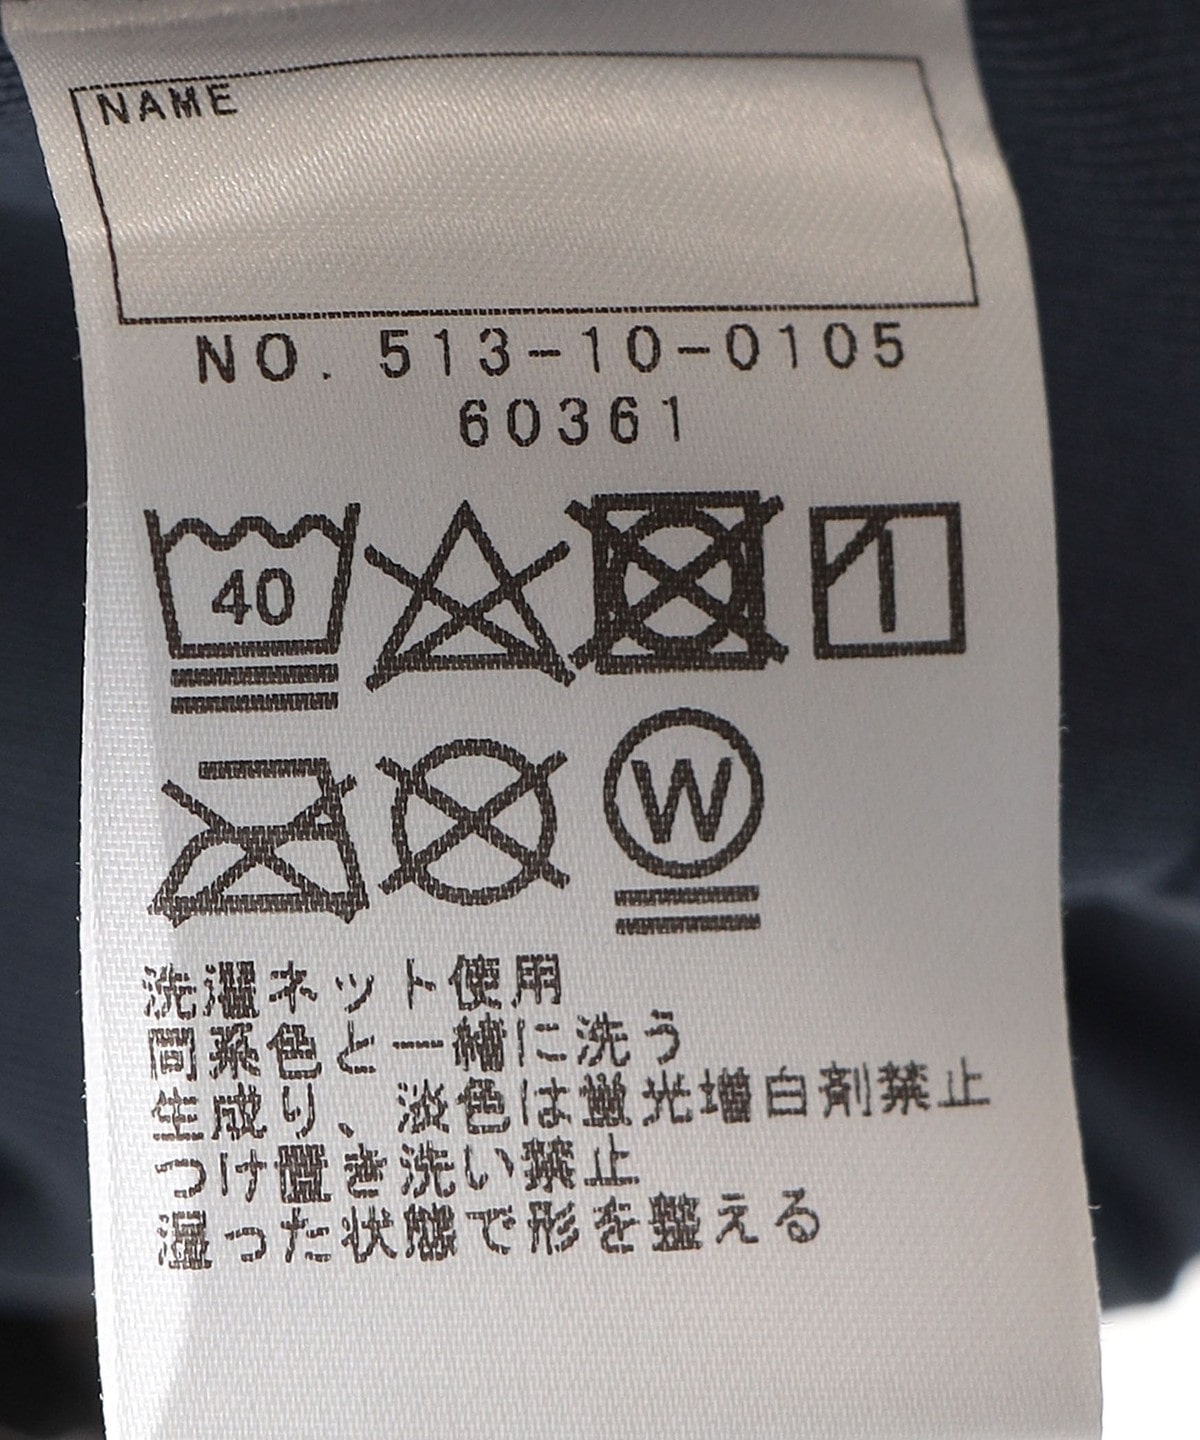 NAME
NO. 513-10-0105
60361
40
W
洗濯ネット使用
同系色と一緒に洗う
生成り、淡色は蛍光増白剤禁止
つけ置き洗い禁止
湿った状態で形を整える